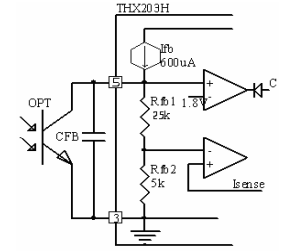 THX203H
Ifb
600uA
5
C
OPT
Rfb1
1.8V
+
-
25k
CFB
-
+
Rfb2
5k
Isense
3